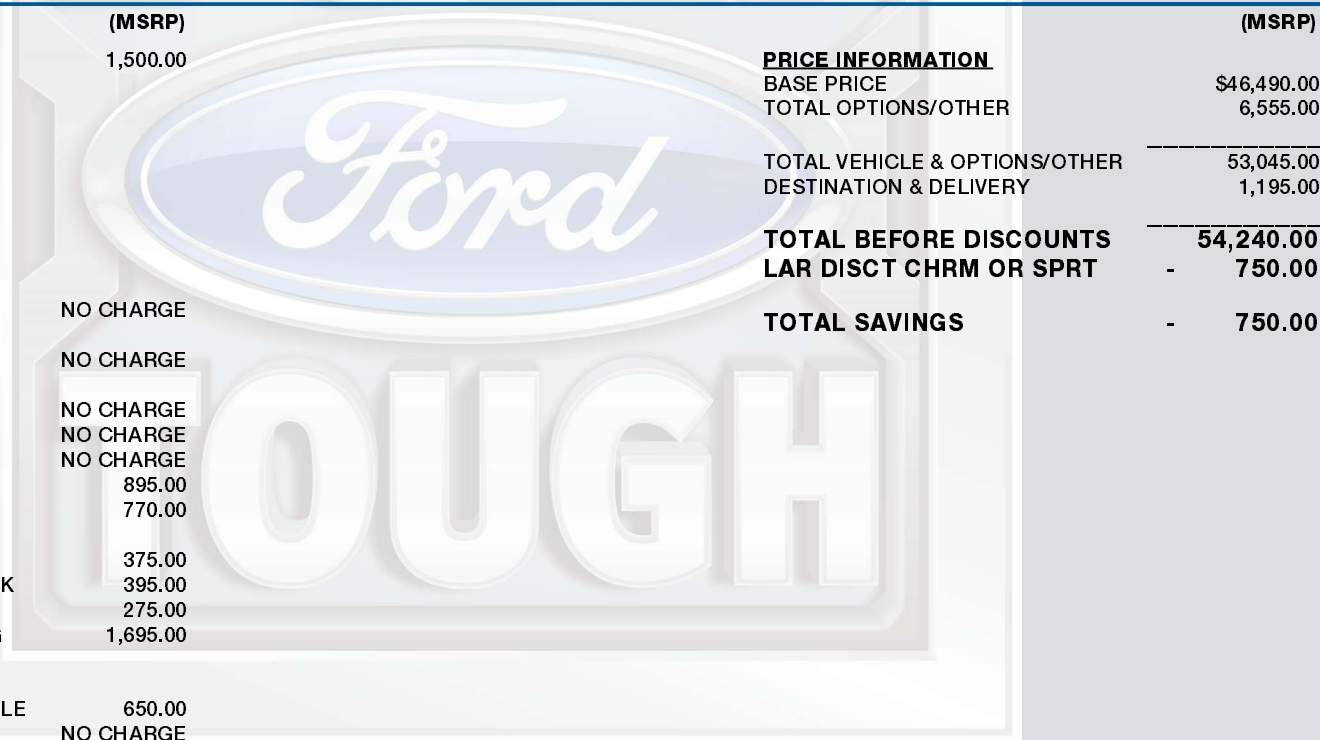 (MSRP)
1,500.00
NO CHARGE
NO CHARGE
NO CHARGE
NO CHARGE
NO CHARGE
895.00
770.00
375.00
K 395.00
275.00
1,695.00
LE 650.00
NO CHARGE
Ford
TOUGH
(MSRP)
PRICE INFORMATION
BASE PRICE $46,490.00
TOTAL OPTIONS/OTHER 6,555.00
TOTAL VEHICLE & OPTIONS/OTHER 53,045.00
DESTINATION & DELIVERY 1,195.00
TOTAL BEFORE DISCOUNTS 54,240.00
LAR DISCT CHRM OR SPRT - 750.00
TOTAL SAVINGS - 750.00